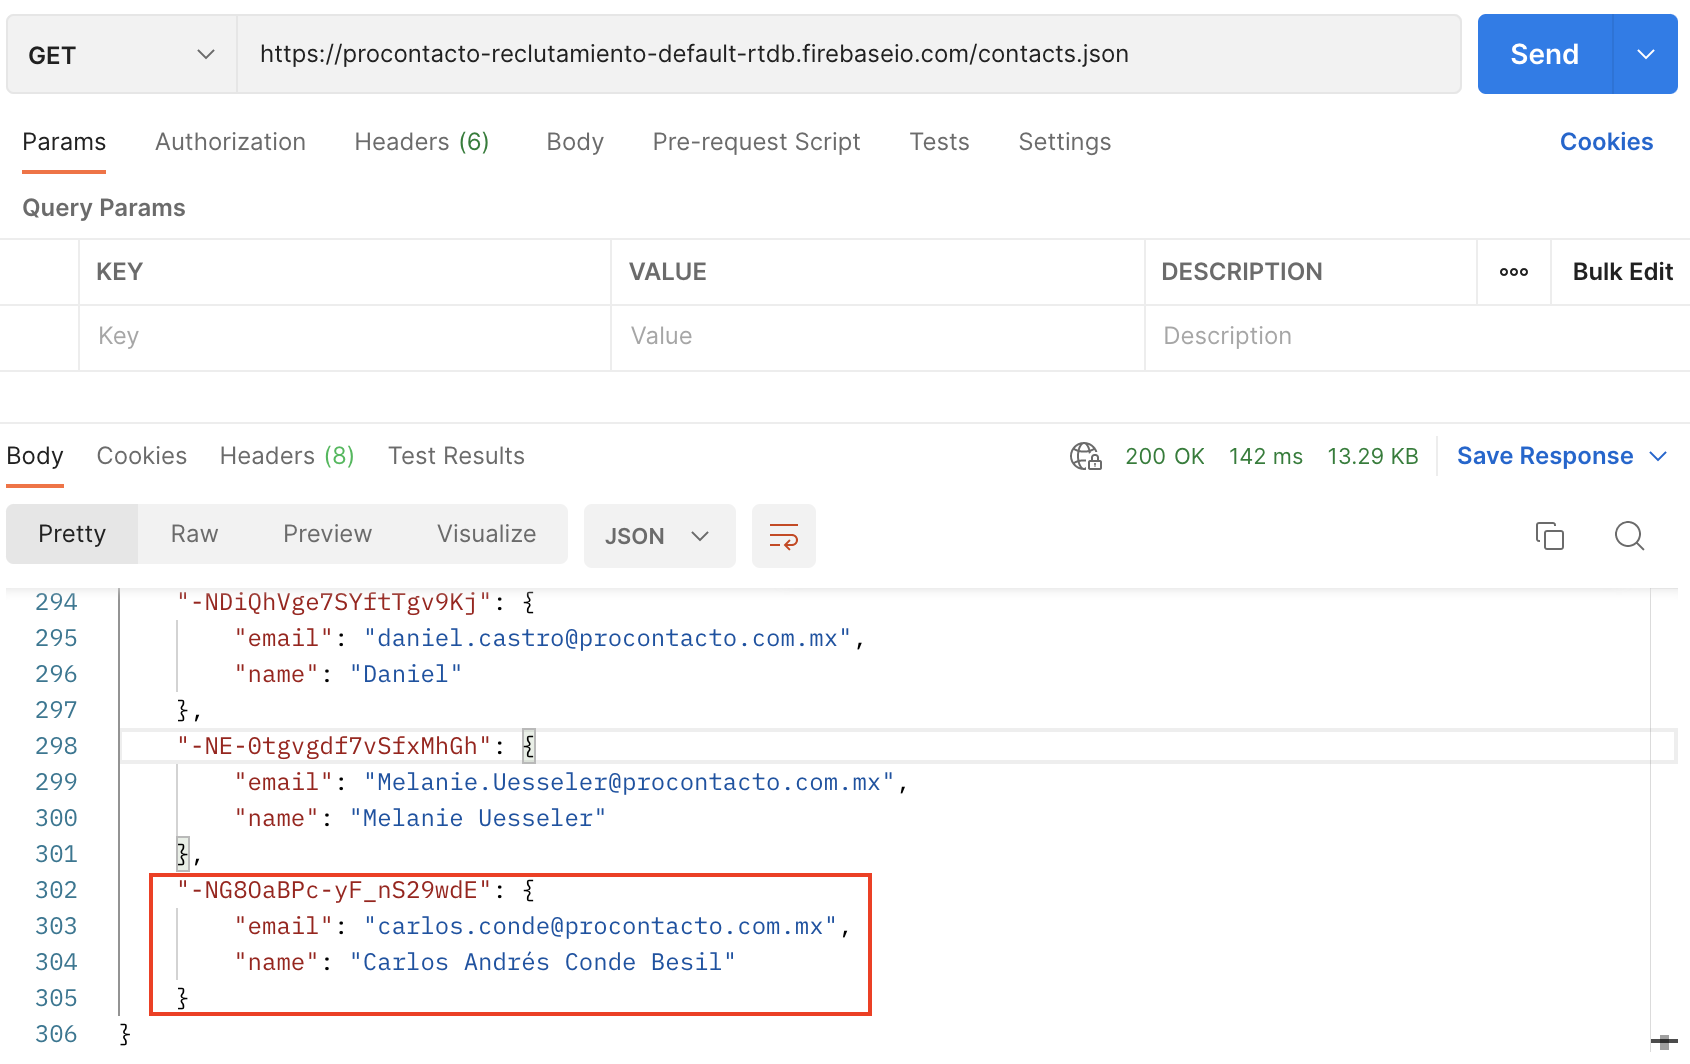 GET https://procontacto-reclutamiento-default-rtdb.firebaseio.com/contacts.json Send
Params Authorization Headers (6) Body Pre-request Script Tests Settings Cookies
Query Params
KEY VALUE DESCRIPTION ooo Bulk Edit
Key Value Description
Body Cookies Headers (8) Test Results 200 OK 142 ms 13.29 KB Save Response
Pretty Raw Preview Visualize JSON
294 "-NDiQhVge7SYftTgv9Kj": {
295 "email": "daniel.castro@procontacto.com.mx",
296 "name": "Daniel"
297 },
298 "-NE-0tgvgdf7vSfxMhGh": {
299 "email": "Melanie.Uesseler@procontacto.com.mx",
300 "name": "Melanie Uesseler"
301 },
302 "-NG8OaBPc-yF_nS29wdE": {
303 "email": "carlos.conde@procontacto.com.mx",
304 "name": "Carlos Andrés Conde Besil"
305 }
306 }